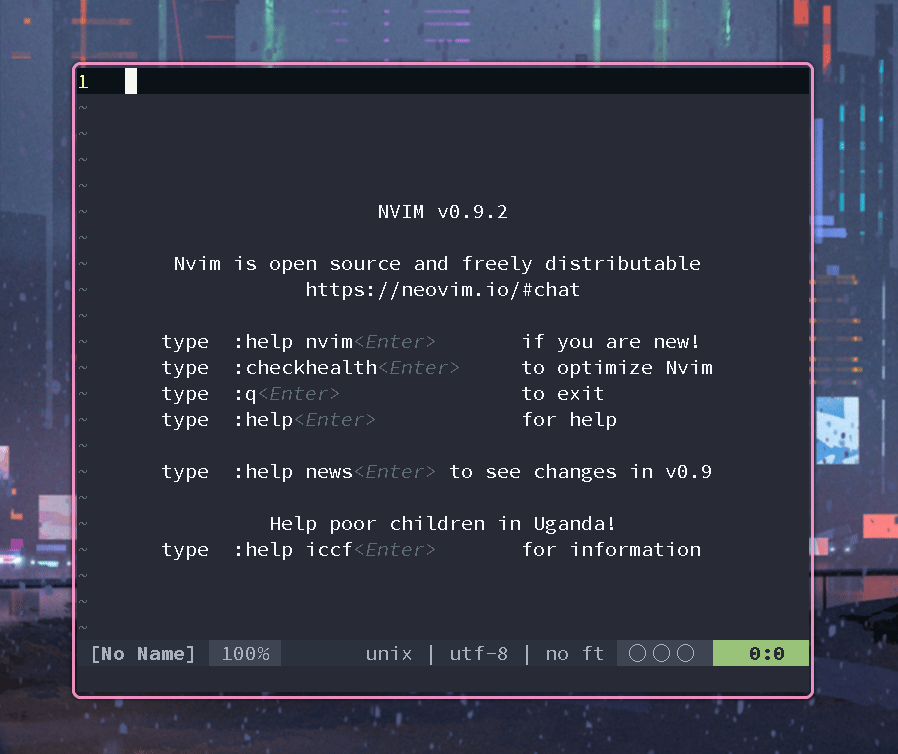 1
~
~
~
~
~ NVIM v0.9.2
~
~ Nvim is open source and freely distributable
~ https://neovim.io/#chat
~
~ type :help nvim<Enter> if you are new!
~ type :checkhealth<Enter> to optimize Nvim
~ type :q<Enter> to exit
~ type :help<Enter> for help
~
~ type :help news<Enter> to see changes in v0.9
~
~ Help poor children in Uganda!
~ type :help iccf<Enter> for information
~
~
~
[No Name] 100% unix | utf-8 | no ft ○○○ 0:0